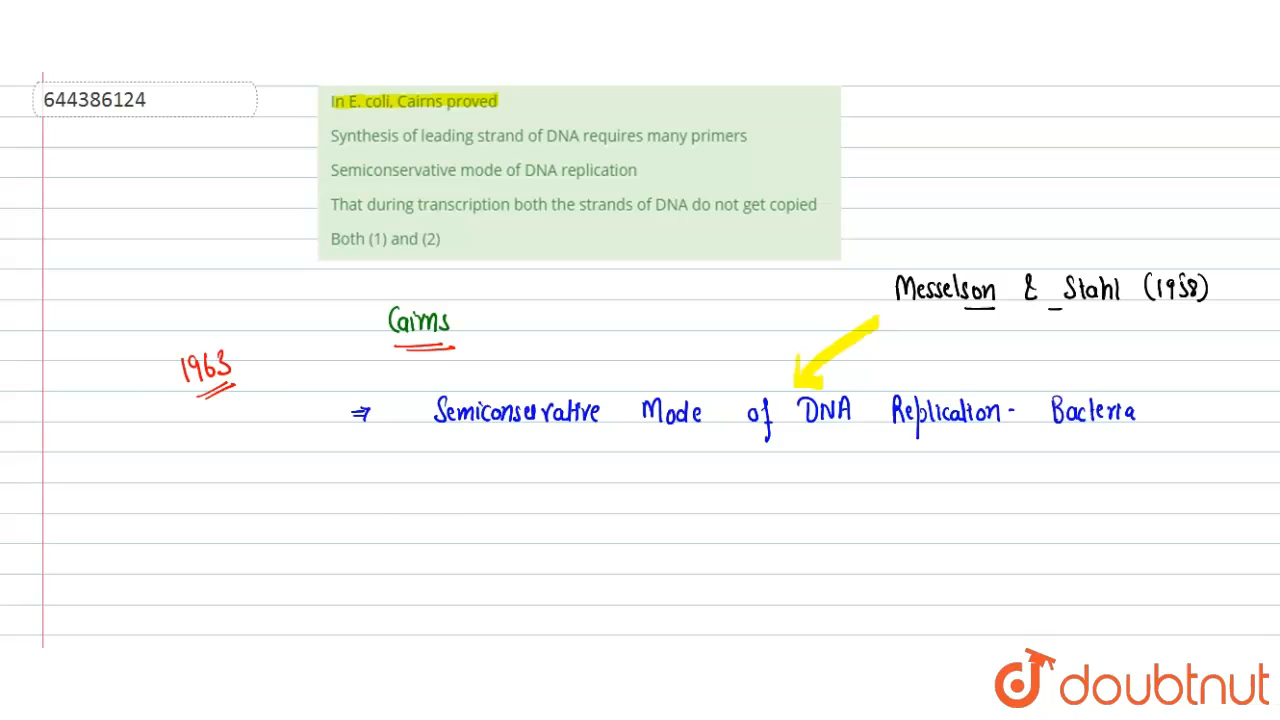 644386124
In E. coli, Cairns proved
Synthesis of leading strand of DNA requires many primers
Semiconservative mode of DNA replication
That during transcription both the strands of DNA do not get copied
Both (1) and (2)
Messelson & Stahl (1958)
Cairns
1963
⇒ Semiconservative Mode of DNA Replication - Bacteria
doubtnut